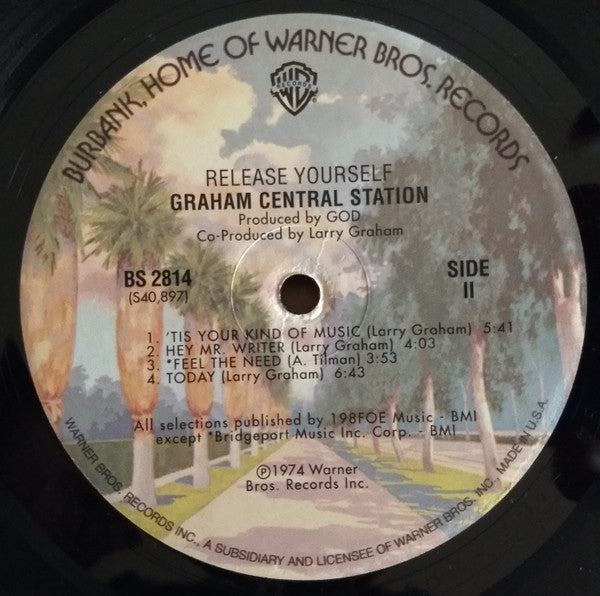 BURBANK, HOME OF WARNER BROS. RECORDS
WB
RECORDS
®
RELEASE YOURSELF
GRAHAM CENTRAL STATION
Produced by GOD
Co-Produced by Larry Graham
BS 2814
(S40,897)
SIDE
II
1. 'TIS YOUR KIND OF MUSIC (Larry Graham) 5:41
2. HEY MR. WRITER (Larry Graham) 4:03
3. *FEEL THE NEED (A. Tilman) 3:53
4. TODAY (Larry Graham) 6:43
All selections published by 198FOE Music - BMI
except *Bridgeport Music Inc. Corp. - BMI
℗1974 Warner
Bros. Records Inc.
WARNER BROS. RECORDS INC., A SUBSIDIARY AND LICENSEE OF WARNER BROS. INC., MADE IN U.S.A.